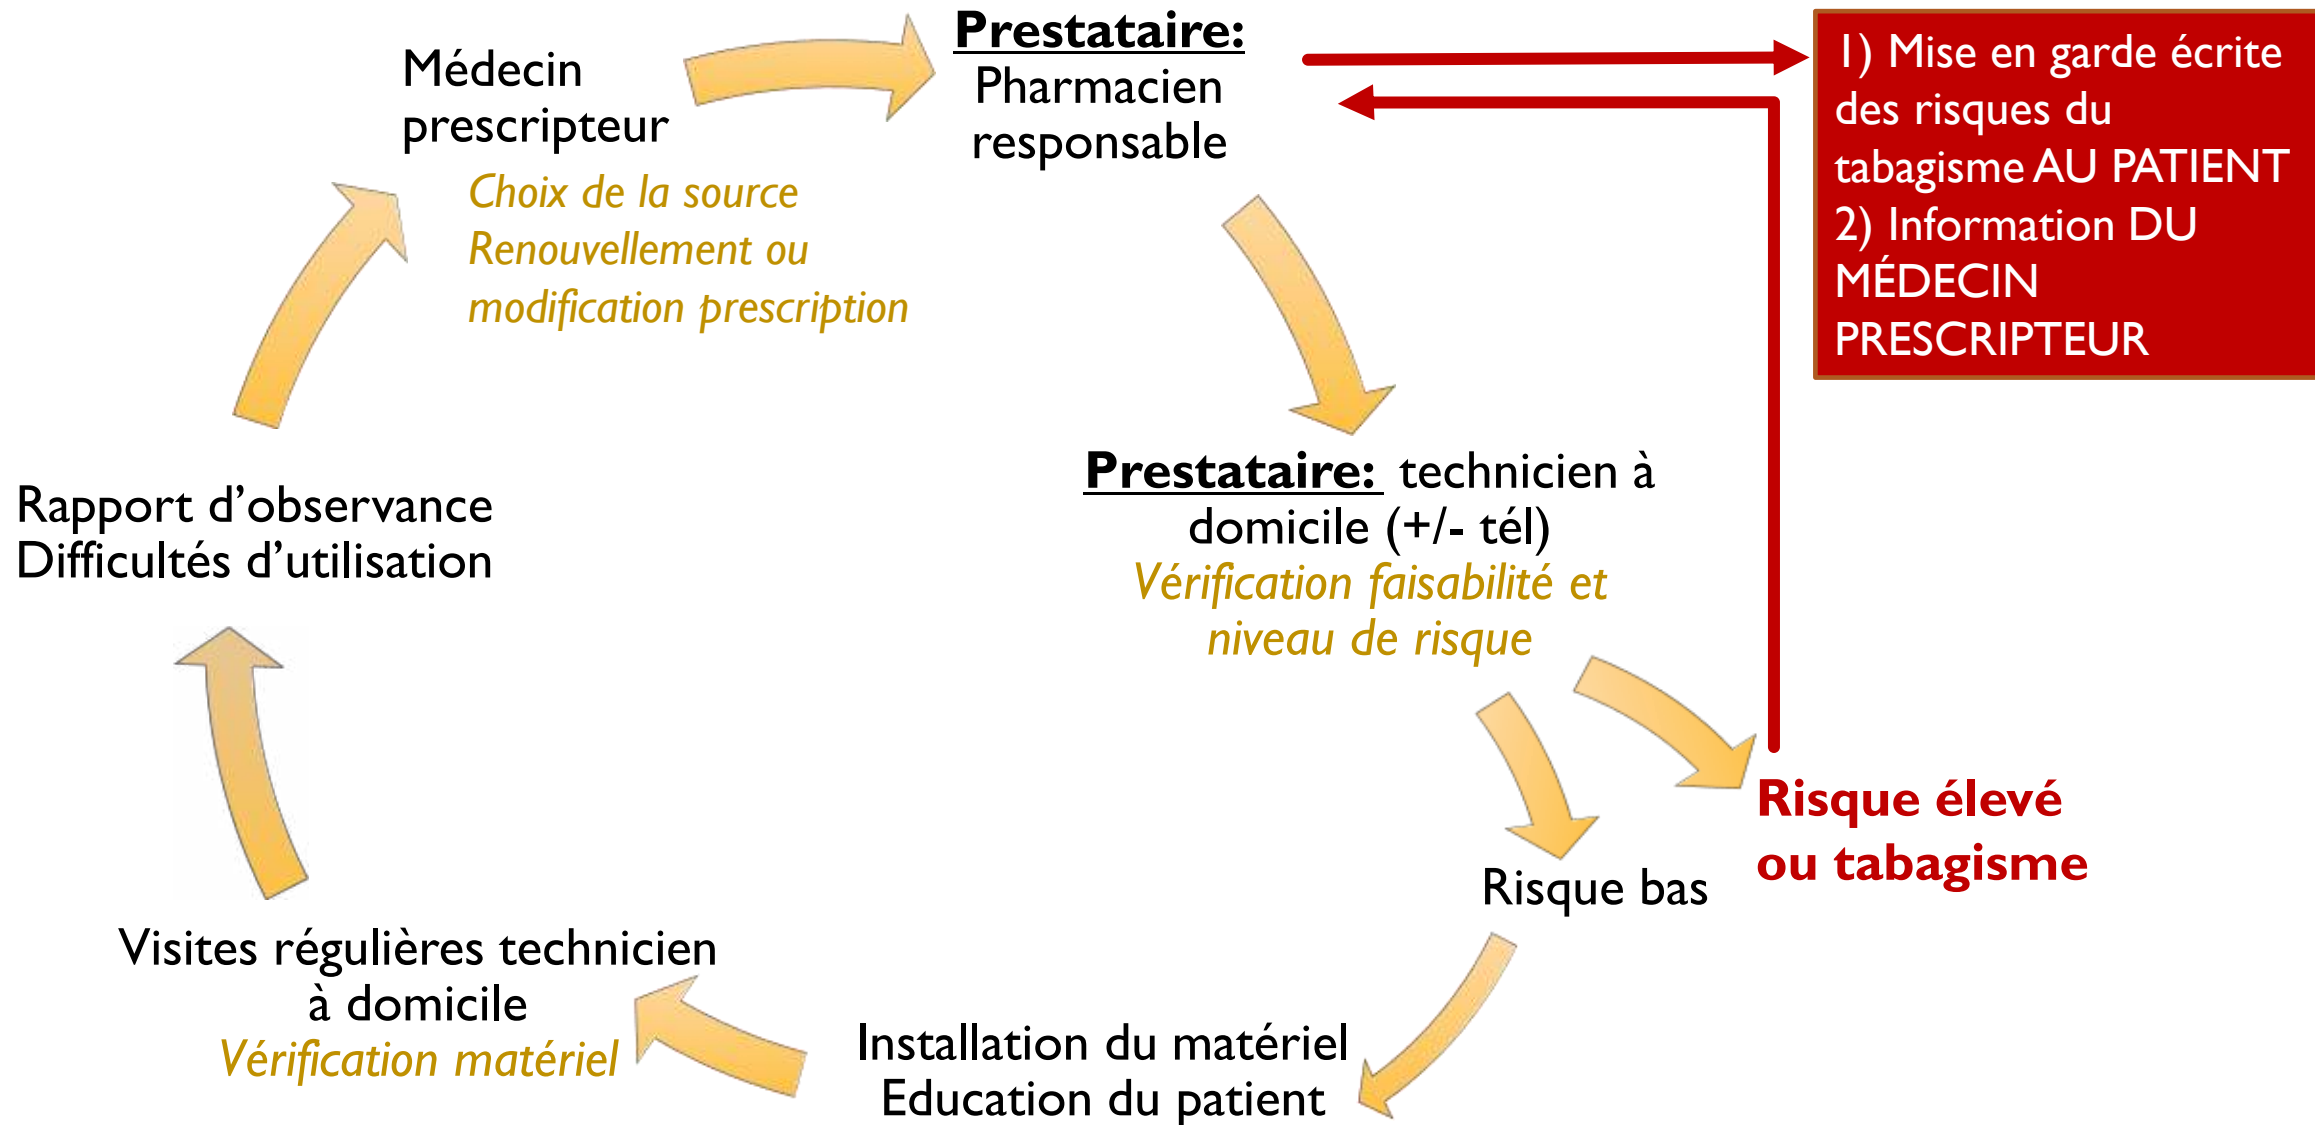 Médecin
prescripteur
Choix de la source
Renouvellement ou
modification prescription
Prestataire:
Pharmacien
responsable
1) Mise en garde écrite
des risques du
tabagisme AU PATIENT
2) Information DU
MÉDECIN
PRESCRIPTEUR
Prestataire: technicien à
domicile (+/- tél)
Vérification faisabilité et
niveau de risque
Risque élevé
ou tabagisme
Risque bas
Installation du matériel
Education du patient
Visites régulières technicien
à domicile
Vérification matériel
Rapport d’observance
Difficultés d’utilisation